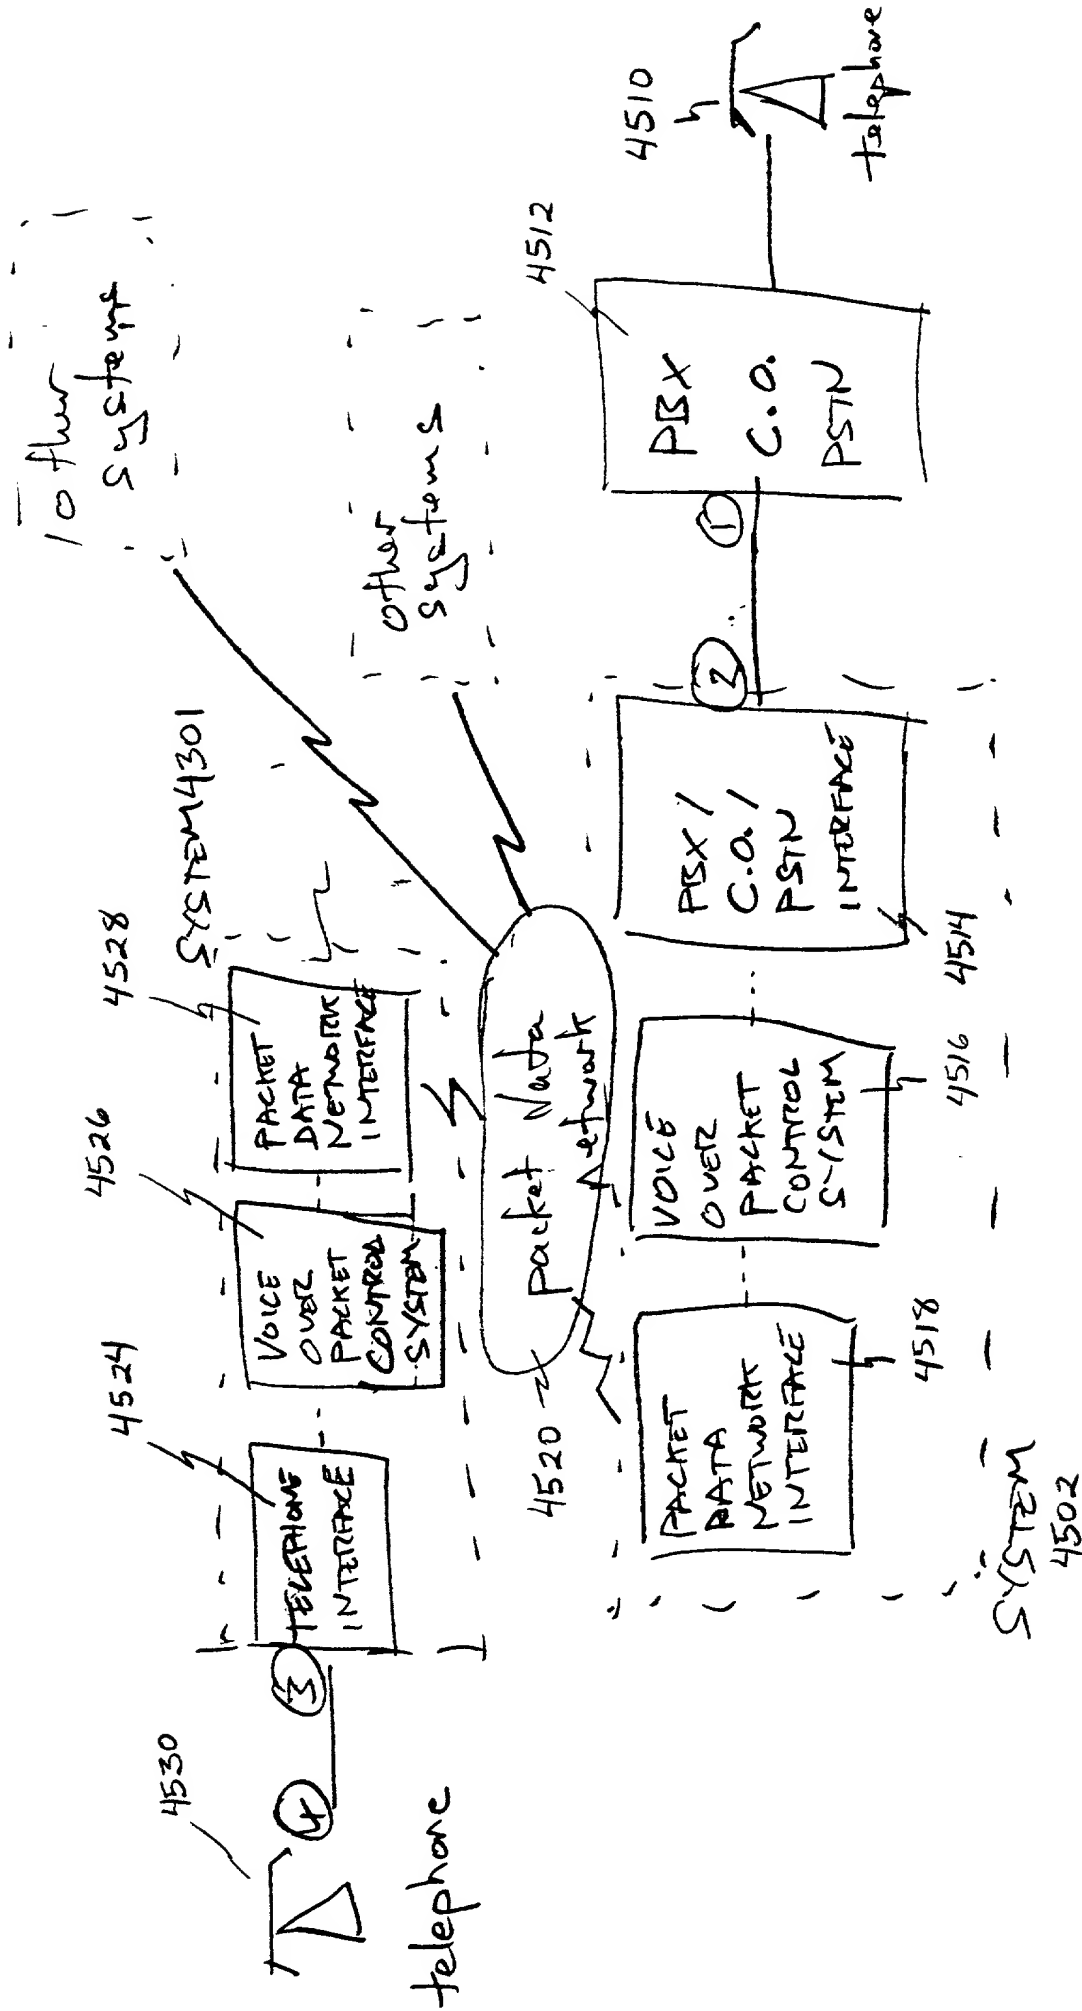 To other
systems
other
systems
SYSTEM 4301
4530
telephone
4
3
4524
TELEPHONE
INTERFACE
4526
VOICE
OVER
PACKET
CONTROL
SYSTEM
4528
PACKET
DATA
NETWORK
INTERFACE
4520
packet Data
network
PACKET
DATA
NETWORK
INTERFACE
4518
VOICE
OVER
PACKET
CONTROL
SYSTEM
4516
PBX/
C.O./
PSTN
INTERFACE
4514
2
1
4512
PBX
C.O.
PSTN
4510
telephone
SYSTEM
4502